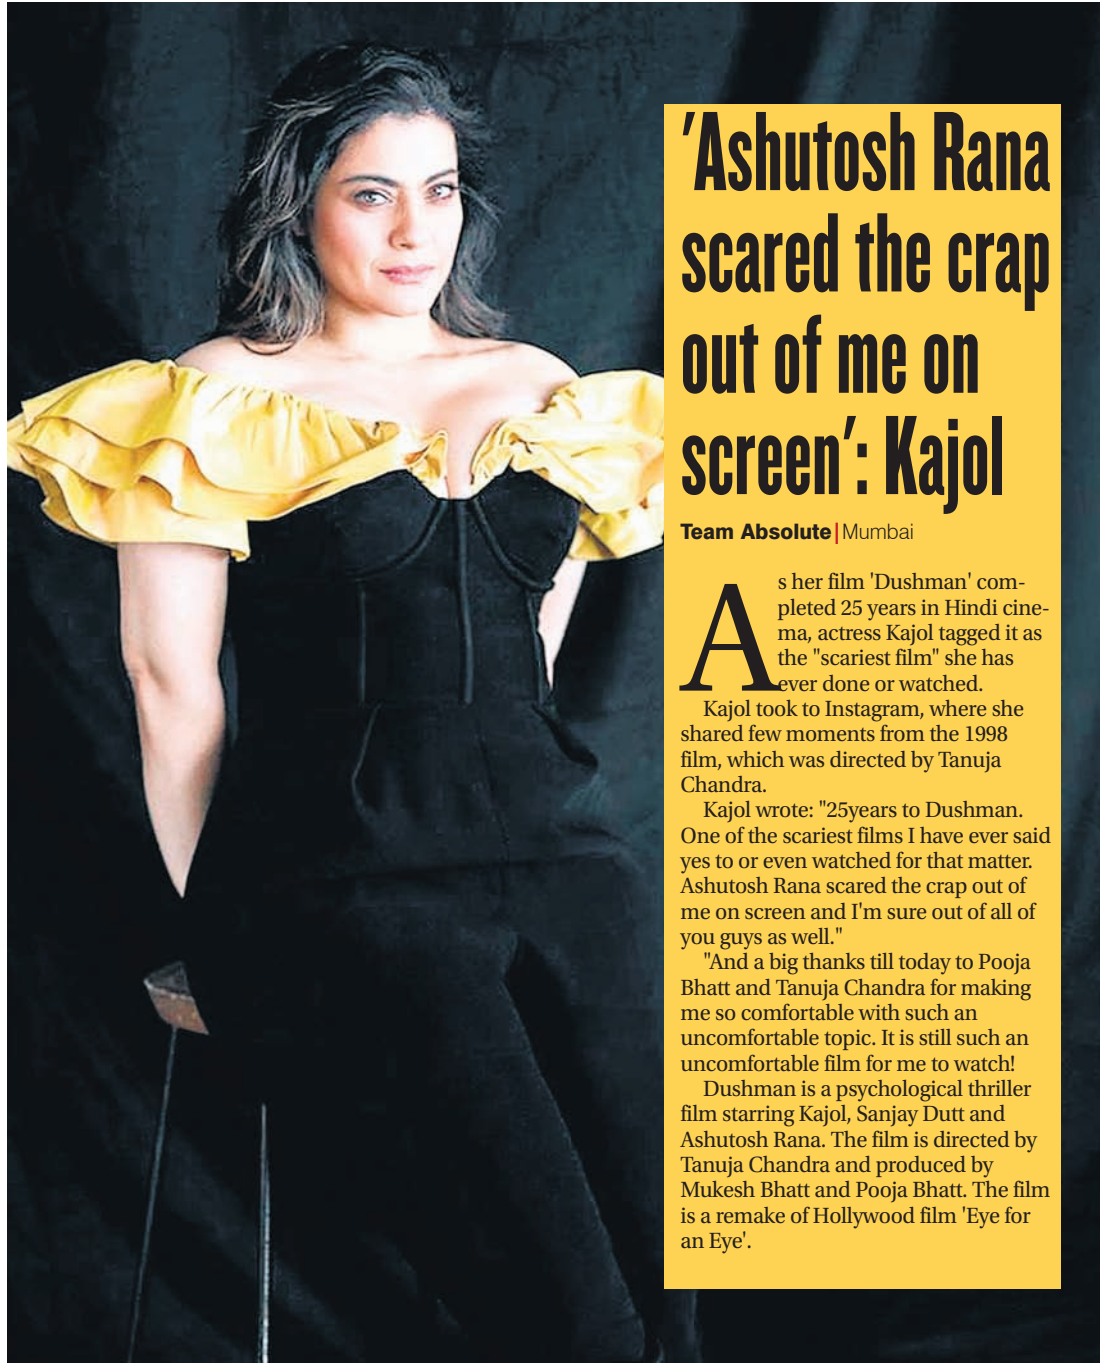 'Ashutosh Rana
scared the crap
out of me on
screen': Kajol
Team Absolute|Mumbai
As her film 'Dushman' com-
pleted 25 years in Hindi cine-
ma, actress Kajol tagged it as
the "scariest film" she has
ever done or watched.
Kajol took to Instagram, where she
shared few moments from the 1998
film, which was directed by Tanuja
Chandra.
Kajol wrote: "25years to Dushman.
One of the scariest films I have ever said
yes to or even watched for that matter.
Ashutosh Rana scared the crap out of
me on screen and I'm sure out of all of
you guys as well."
"And a big thanks till today to Pooja
Bhatt and Tanuja Chandra for making
me so comfortable with such an
uncomfortable topic. It is still such an
uncomfortable film for me to watch!
Dushman is a psychological thriller
film starring Kajol, Sanjay Dutt and
Ashutosh Rana. The film is directed by
Tanuja Chandra and produced by
Mukesh Bhatt and Pooja Bhatt. The film
is a remake of Hollywood film 'Eye for
an Eye'.